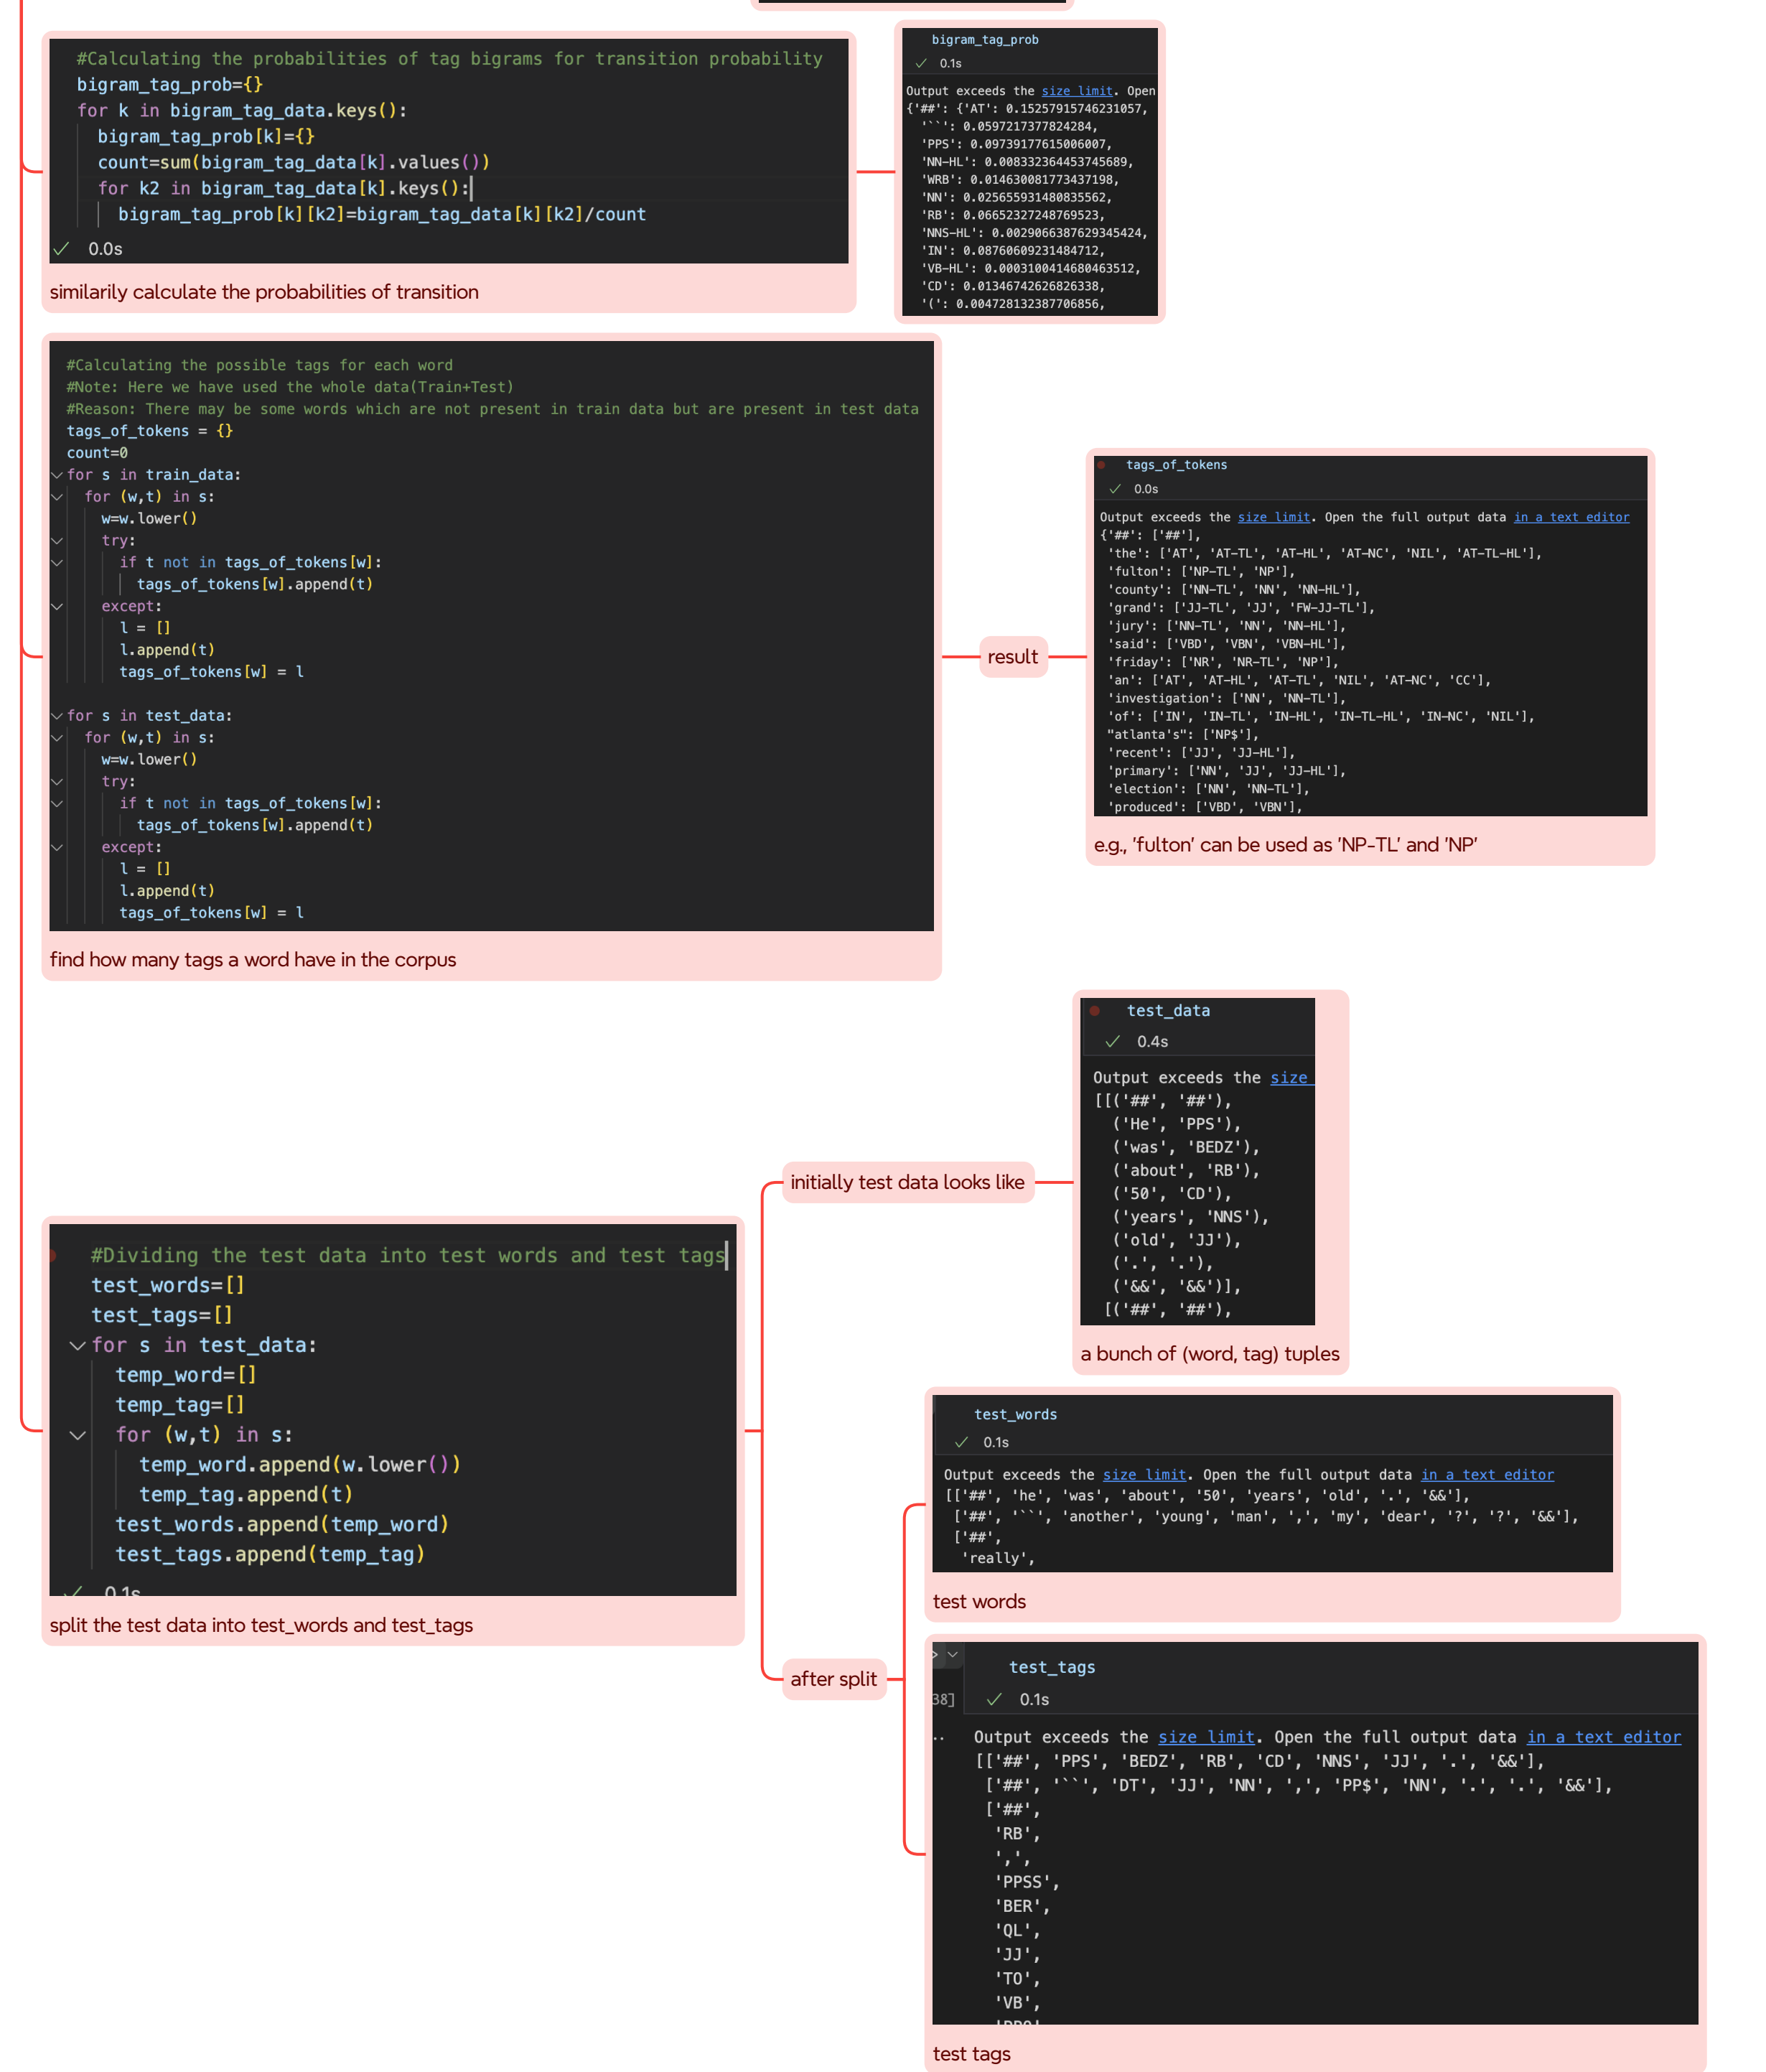 #Calculating the probabilities of tag bigrams for transition probability
bigram_tag_prob={}
for k in bigram_tag_data.keys():
bigram_tag_prob[k]={}
count=sum(bigram_tag_data[k].values())
for k2 in bigram_tag_data[k].keys():
bigram_tag_prob[k][k2]=bigram_tag_data[k][k2]/count
0.0s
similarily calculate the probabilities of transition
bigram_tag_prob
0.1s
Output exceeds the size limit. Open
{'##': {'AT': 0.15257915746231057,
'``': 0.0597217377824284,
'PPS': 0.09739177615006007,
'NN-HL': 0.008332364453745689,
'WRB': 0.014630081773437198,
'NN': 0.025655931480835562,
'RB': 0.06652327248769523,
'NNS-HL': 0.0029066387629345424,
'IN': 0.08760609231484712,
'VB-HL': 0.0003100414680463512,
'CD': 0.01346742626826338,
'(': 0.004728132387706856,
#Calculating the possible tags for each word
#Note: Here we have used the whole data(Train+Test)
#Reason: There may be some words which are not present in train data but are present in test data
tags_of_tokens = {}
count=0
for s in train_data:
for (w,t) in s:
w=w.lower()
try:
if t not in tags_of_tokens[w]:
tags_of_tokens[w].append(t)
except:
l = []
l.append(t)
tags_of_tokens[w] = l
for s in test_data:
for (w,t) in s:
w=w.lower()
try:
if t not in tags_of_tokens[w]:
tags_of_tokens[w].append(t)
except:
l = []
l.append(t)
tags_of_tokens[w] = l
find how many tags a word have in the corpus
result
tags_of_tokens
0.0s
Output exceeds the size limit. Open the full output data in a text editor
{'##': ['##'],
'the': ['AT', 'AT-TL', 'AT-HL', 'AT-NC', 'NIL', 'AT-TL-HL'],
'fulton': ['NP-TL', 'NP'],
'county': ['NN-TL', 'NN', 'NN-HL'],
'grand': ['JJ-TL', 'JJ', 'FW-JJ-TL'],
'jury': ['NN-TL', 'NN', 'NN-HL'],
'said': ['VBD', 'VBN', 'VBN-HL'],
'friday': ['NR', 'NR-TL', 'NP'],
'an': ['AT', 'AT-HL', 'AT-TL', 'NIL', 'AT-NC', 'CC'],
'investigation': ['NN', 'NN-TL'],
'of': ['IN', 'IN-TL', 'IN-HL', 'IN-TL-HL', 'IN-NC', 'NIL'],
"atlanta's": ['NP$'],
'recent': ['JJ', 'JJ-HL'],
'primary': ['NN', 'JJ', 'JJ-HL'],
'election': ['NN', 'NN-TL'],
'produced': ['VBD', 'VBN'],
e.g., 'fulton' can be used as 'NP-TL' and 'NP'
#Dividing the test data into test words and test tags
test_words=[]
test_tags=[]
for s in test_data:
temp_word=[]
temp_tag=[]
for (w,t) in s:
temp_word.append(w.lower())
temp_tag.append(t)
test_words.append(temp_word)
test_tags.append(temp_tag)
0.1s
split the test data into test_words and test_tags
initially test data looks like
test_data
0.4s
Output exceeds the size
[[('##', '##'),
('He', 'PPS'),
('was', 'BEDZ'),
('about', 'RB'),
('50', 'CD'),
('years', 'NNS'),
('old', 'JJ'),
('.', '.'),
('&&', '&&')],
[('##', '##'),
a bunch of (word, tag) tuples
after split
test_words
0.1s
Output exceeds the size limit. Open the full output data in a text editor
[['##', 'he', 'was', 'about', '50', 'years', 'old', '.', '&&'],
['##', '``', 'another', 'young', 'man', ',', 'my', 'dear', '?', '?', '&&'],
['##',
'really',
test words
test_tags
38]
0.1s
Output exceeds the size limit. Open the full output data in a text editor
[['##', 'PPS', 'BEDZ', 'RB', 'CD', 'NNS', 'JJ', '.', '&&'],
['##', '``', 'DT', 'JJ', 'NN', ',', 'PP$', 'NN', '.', '.', '&&'],
['##',
'RB',
',',
'PPSS',
'BER',
'QL',
'JJ',
'TO',
'VB',
test tags